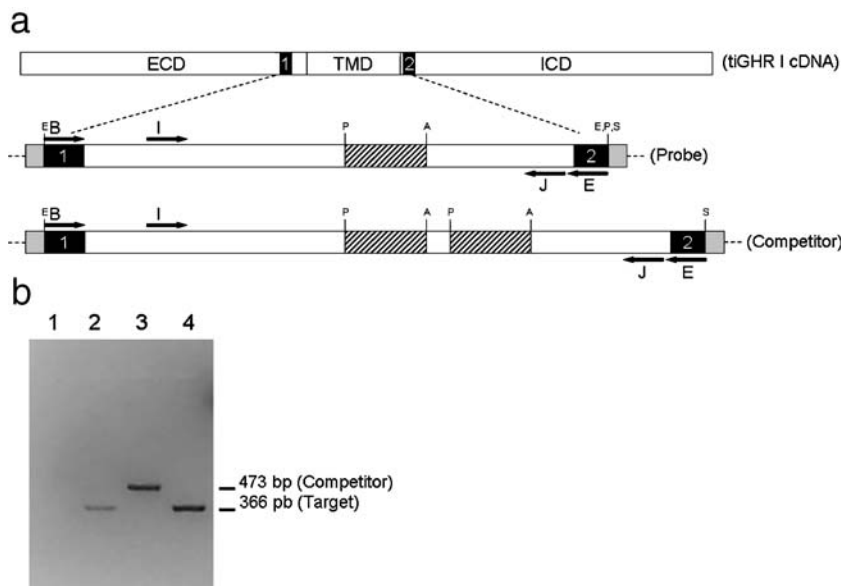 a
ECD 1 TMD 2 ICD (tiGHR I cDNA)
E B I P A E,P,S
1 2 (Probe)
J E
E B I P A P A S
1 2 (Competitor)
J E
b
1 2 3 4
473 bp (Competitor)
366 pb (Target)